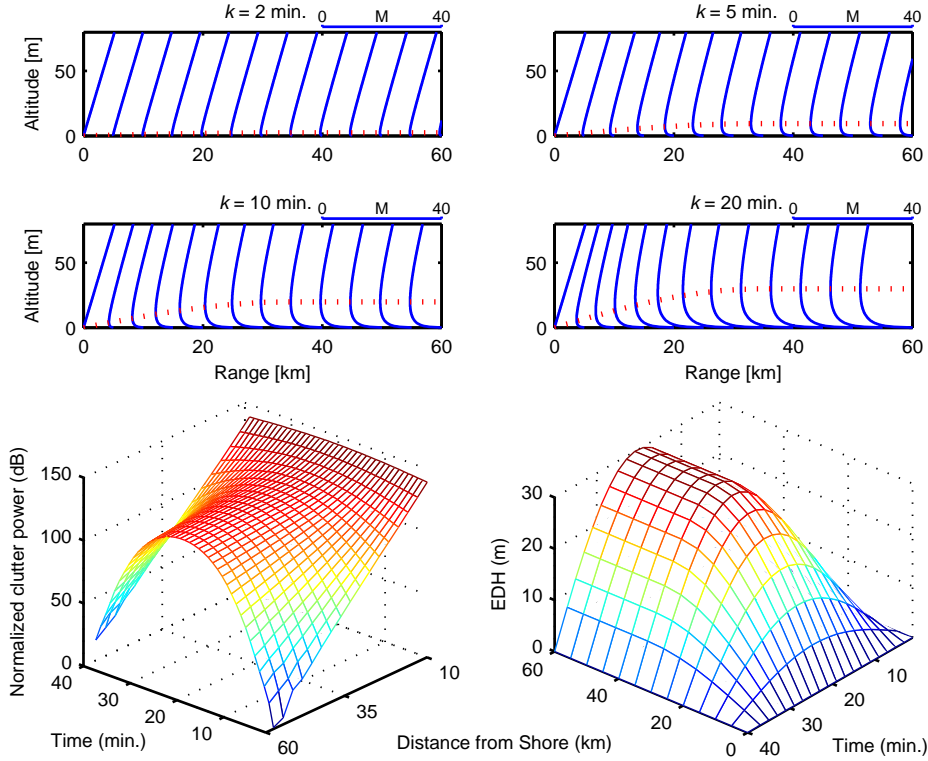 k = 2 min.
0 M 40
k = 5 min.
0 M 40
Altitude [m]
50
0
0 20 40 60
50
0
0 20 40 60
k = 10 min.
0 M 40
k = 20 min.
0 M 40
Altitude [m]
50
0
0 20 40 60
Range [km]
50
0
0 20 40 60
Range [km]
Normalized clutter power (dB)
150
100
50
0
40
30
20
10
60
35
10
Time (min.)
Distance from Shore (km)
EDH (m)
30
20
10
0
60
40
20
0
40
30
20
10
Time (min.)